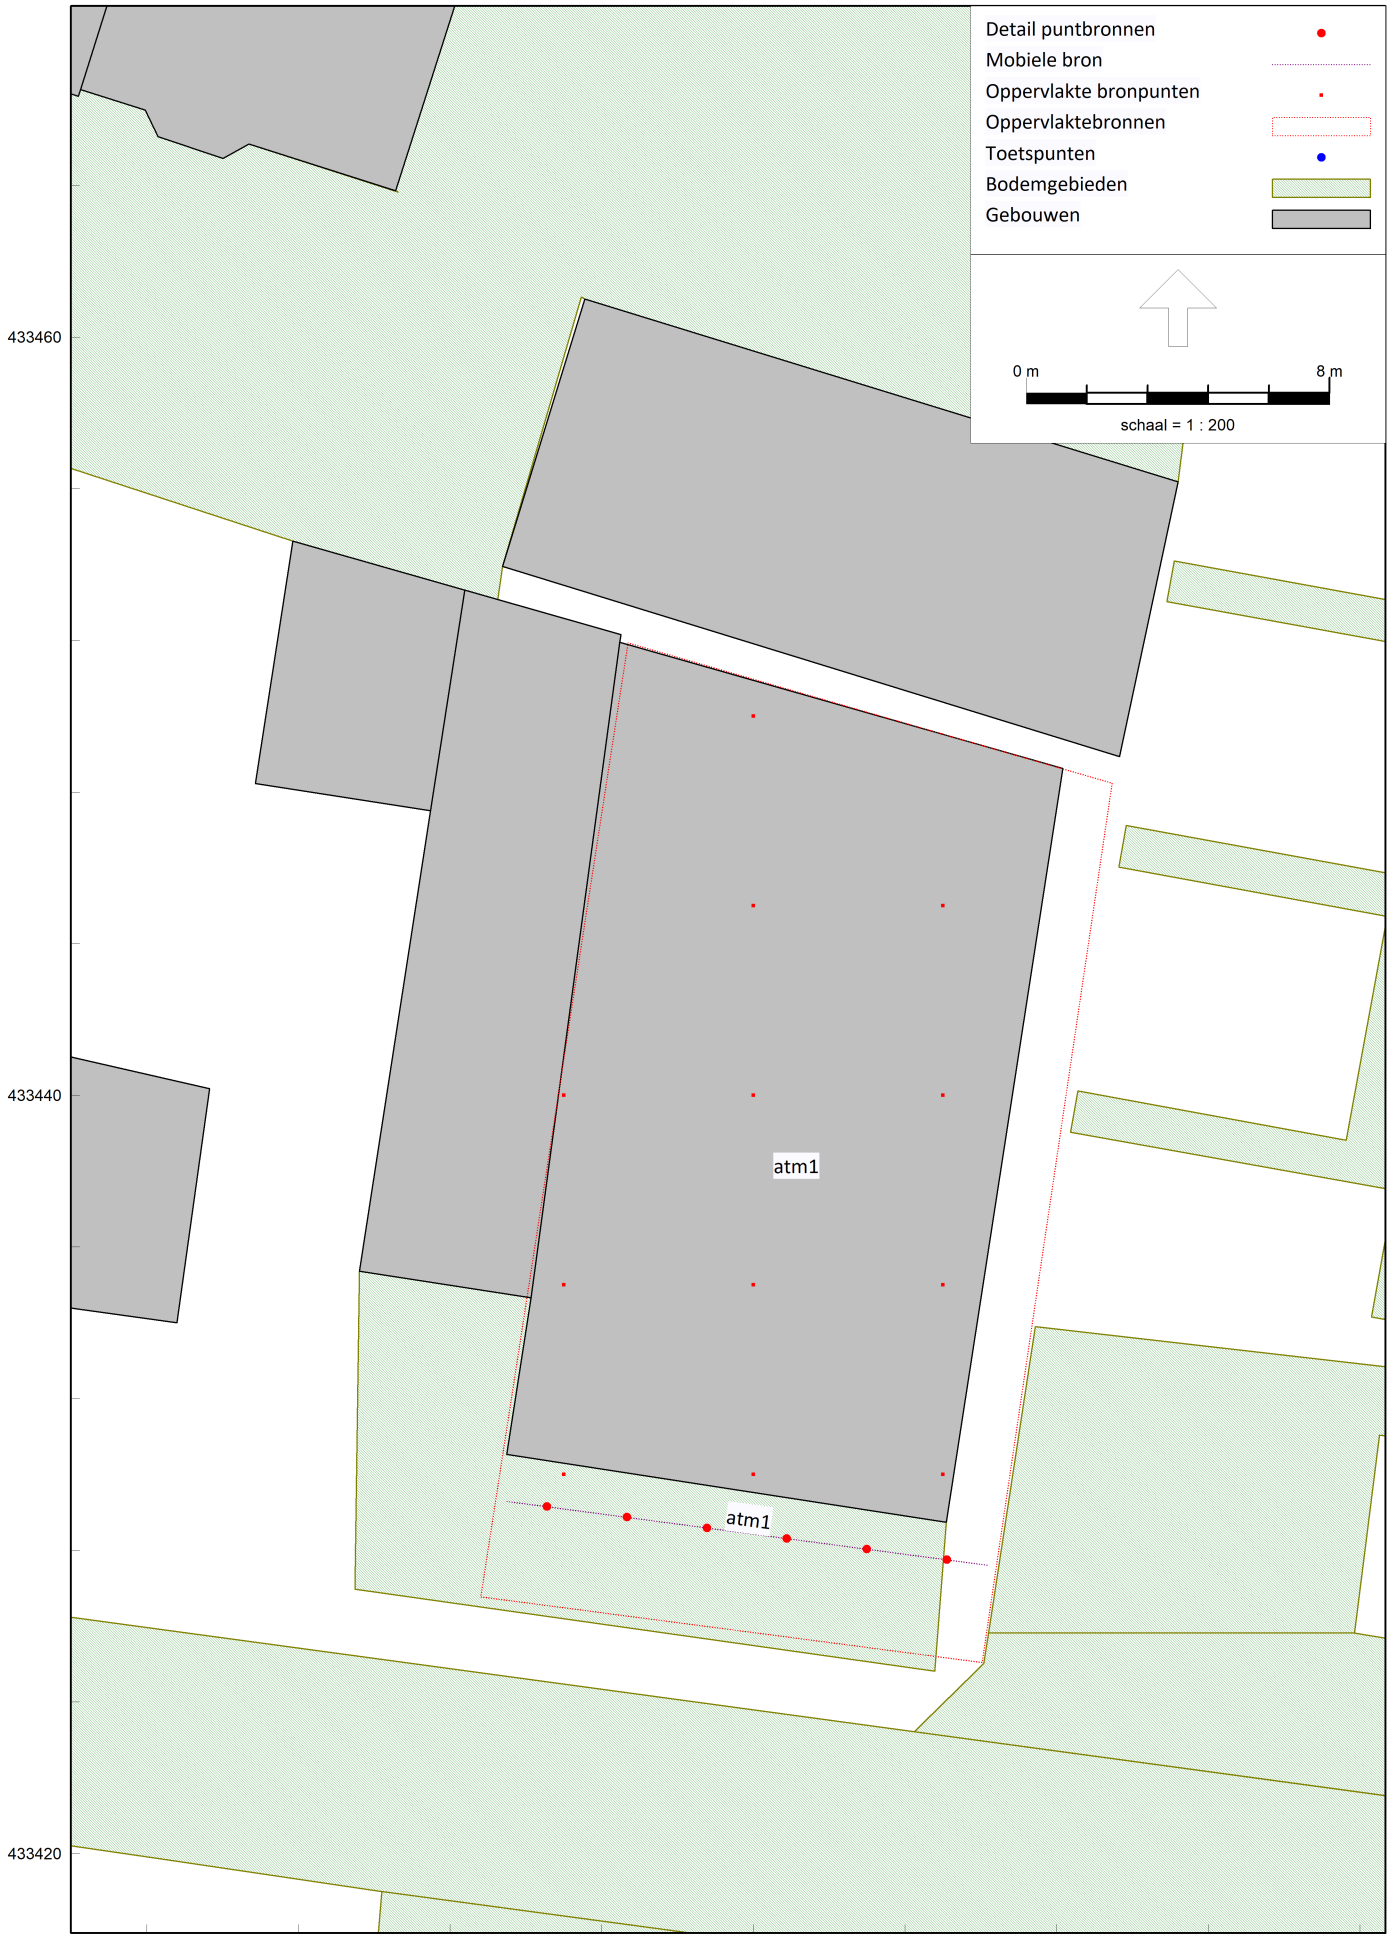 Detail puntbronnen
Mobiele bron
Oppervlakte bronpunten
Oppervlaktebronnen
Toetspunten
Bodemgebieden
Gebouwen
0 m 8 m
schaal = 1 : 200
433460
433440
atm1
atm1
433420